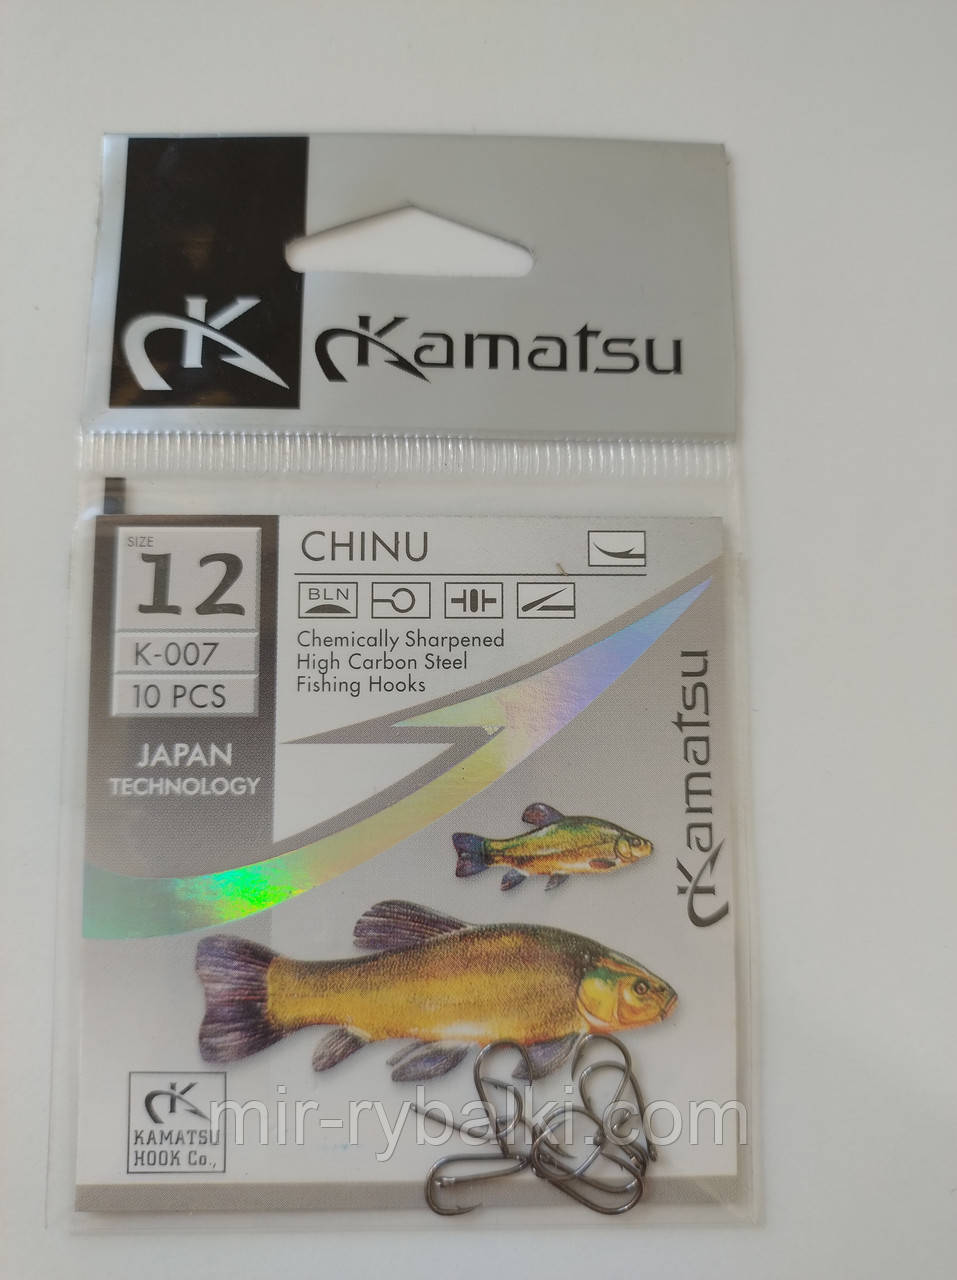 K
Kamatsu
SIZE
12
K-007
10 PCS
JAPAN
TECHNOLOGY
CHINU
BLN
Chemically Sharpened
High Carbon Steel
Fishing Hooks
Kamatsu
K
KAMATSU
HOOK Co.,
mir-rybalki.com